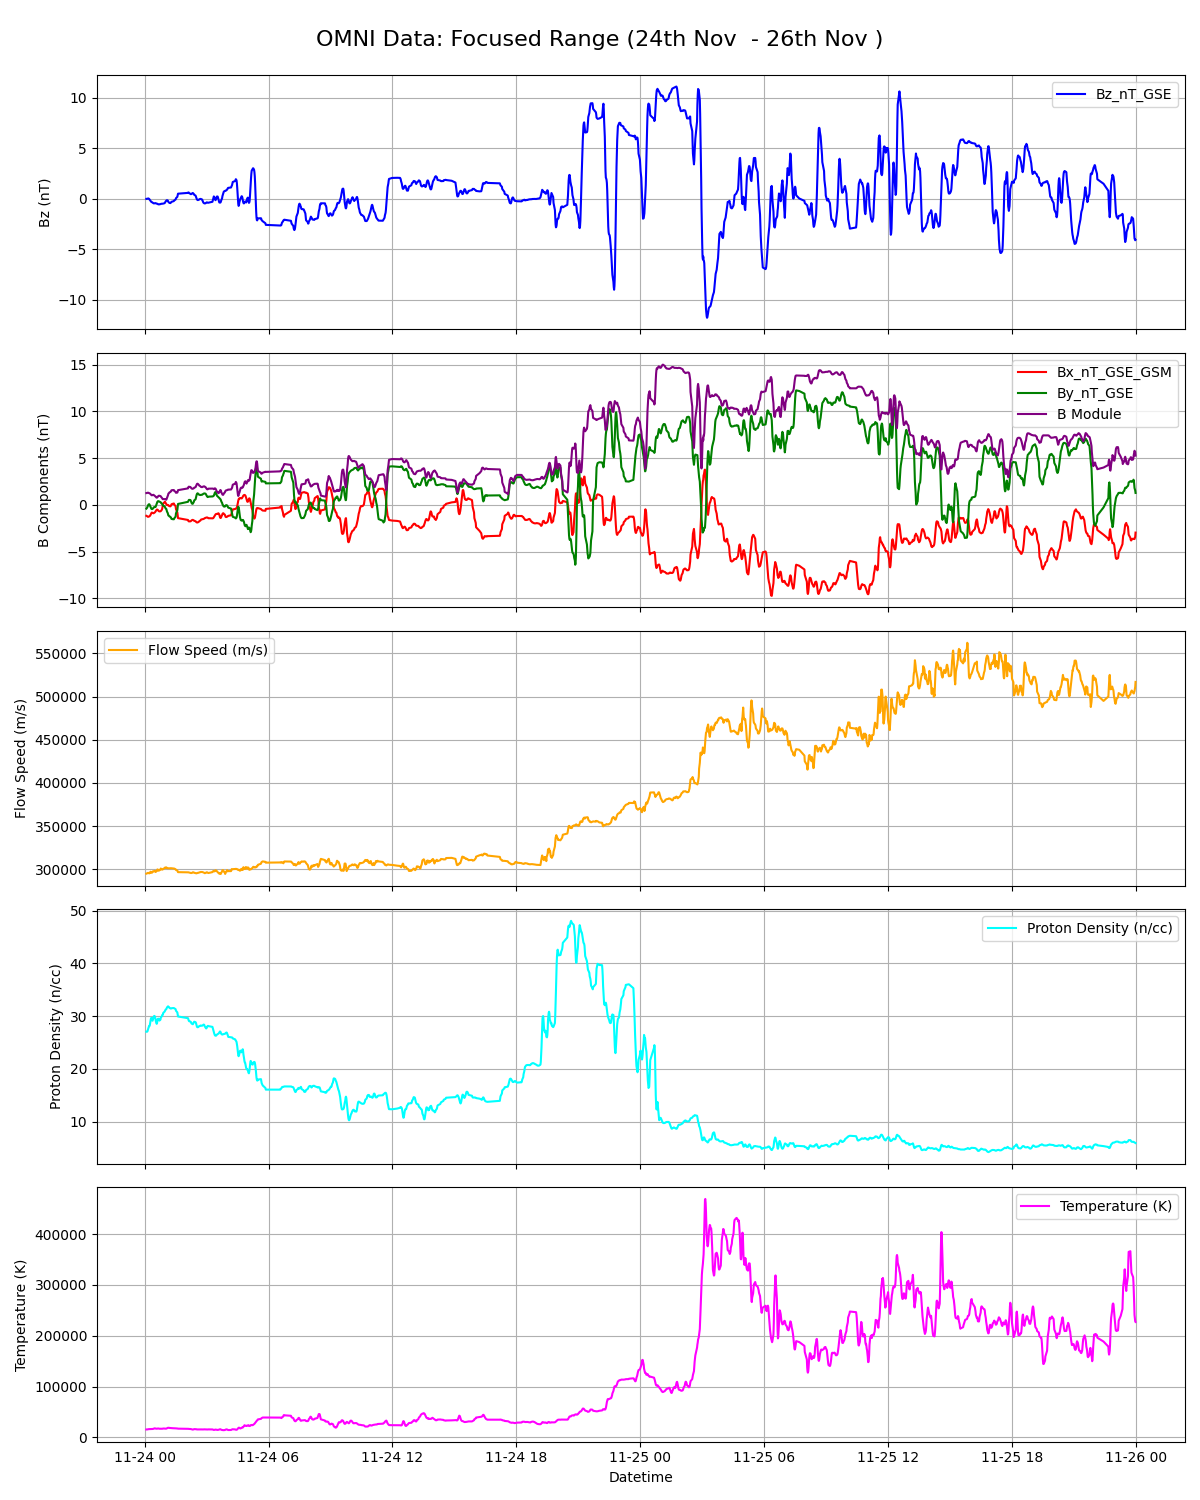 OMNI Data: Focused Range (24th Nov  - 26th Nov )
Bz_nT_GSE
Bz (nT)
10
5
0
−5
−10
Bx_nT_GSE_GSM
By_nT_GSE
B Module
B Components (nT)
15
10
5
0
−5
−10
Flow Speed (m/s)
Flow Speed (m/s)
550000
500000
450000
400000
350000
300000
Proton Density (n/cc)
Proton Density (n/cc)
50
40
30
20
10
Temperature (K)
Temperature (K)
400000
300000
200000
100000
0
11-24 00
11-24 06
11-24 12
11-24 18
11-25 00
11-25 06
11-25 12
11-25 18
11-26 00
Datetime